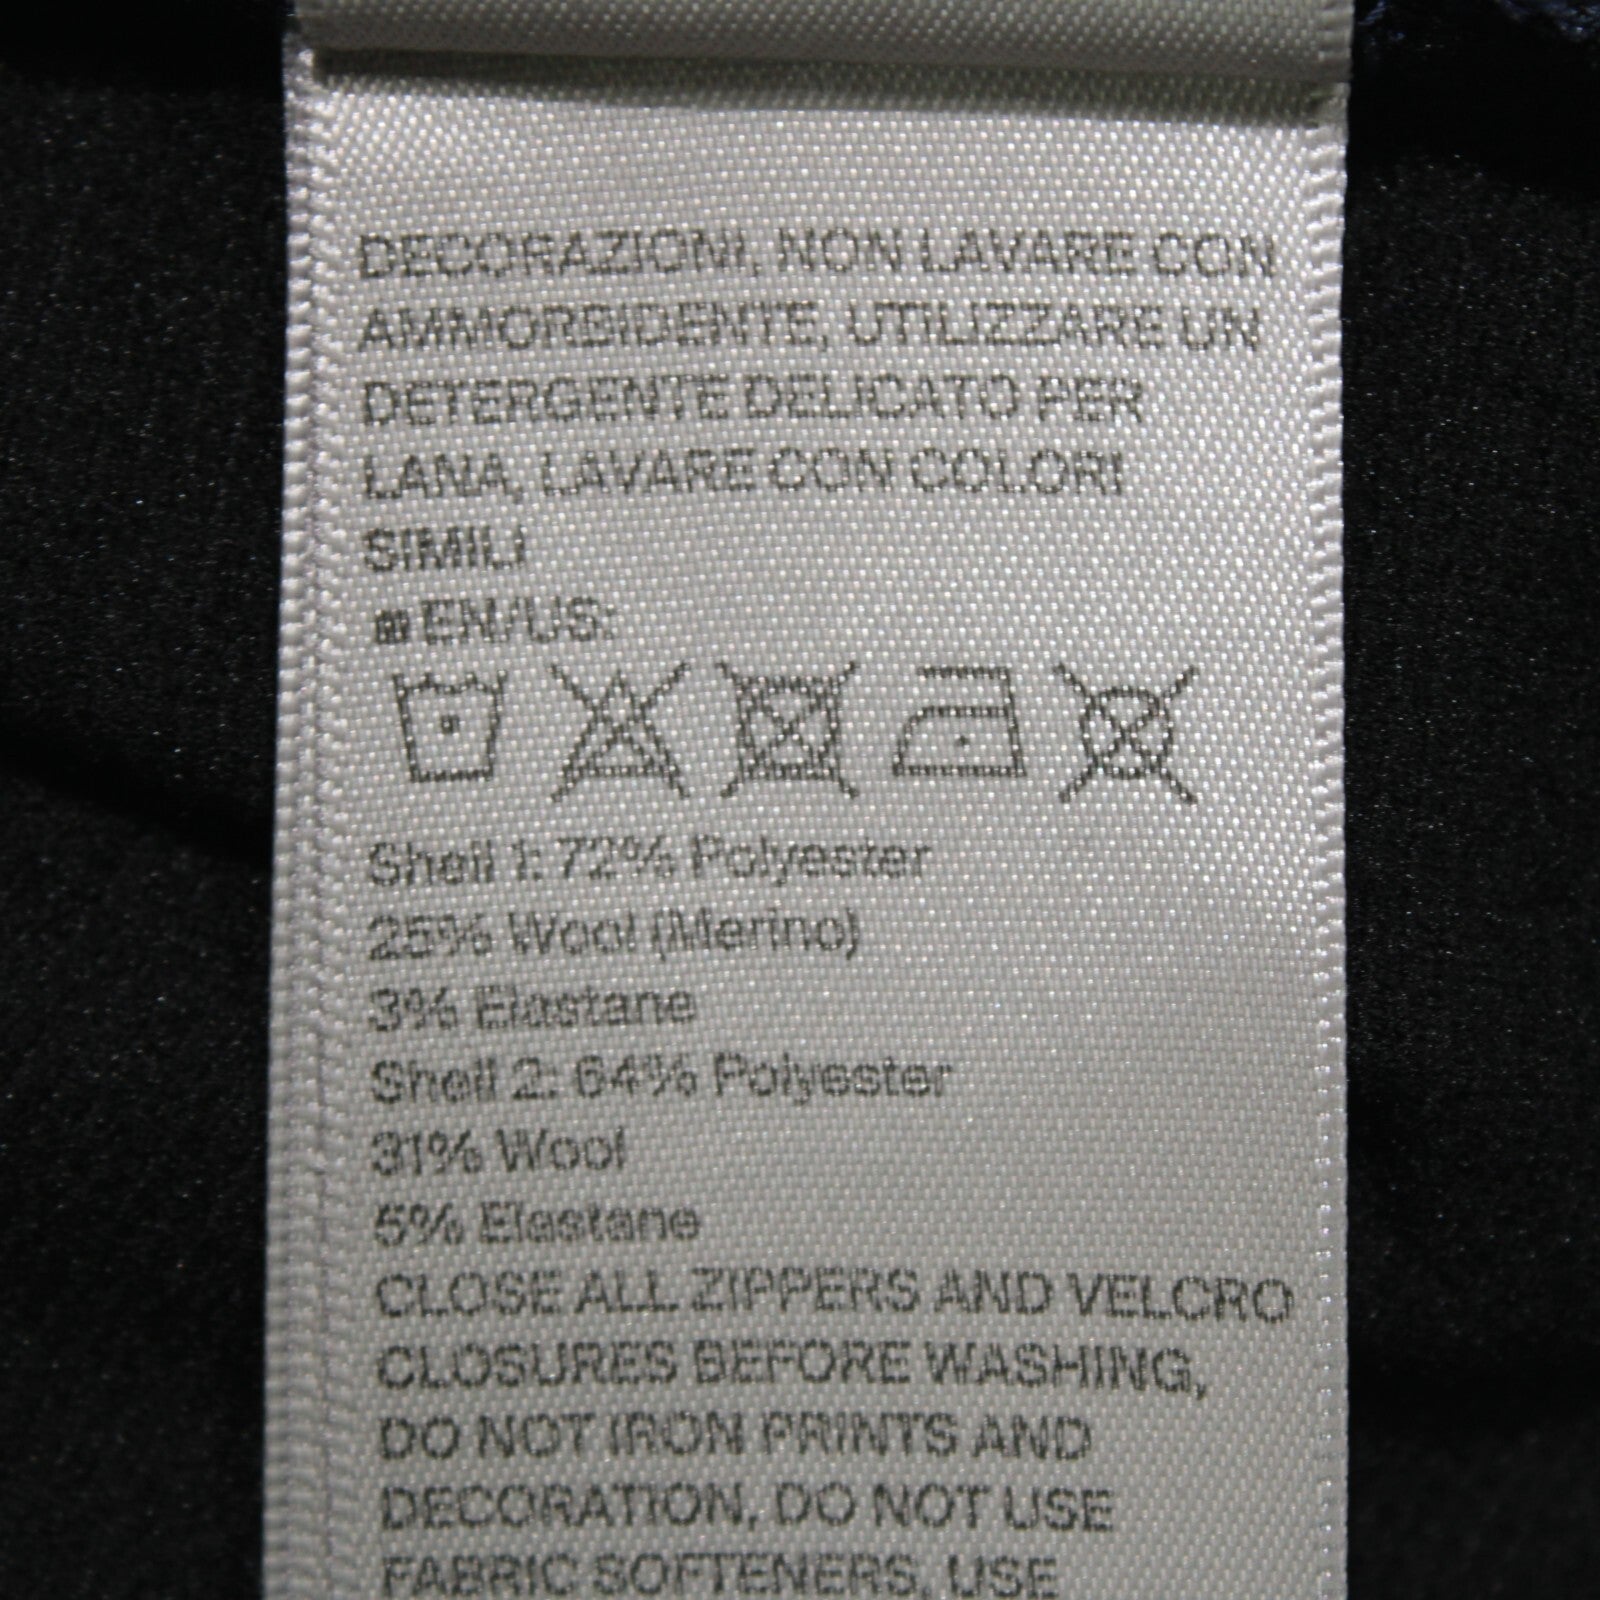 DECORAZIONI, NON LAVARE CON
AMMORBIDENTE, UTILIZZARE UN
DETERGENTE DELICATO PER
LANA, LAVARE CON COLORI
SIMILI
EN/US:
Shell 1: 72% Polyester
25% Wool (Merino)
3% Elastane
Shell 2: 64% Polyester
31% Wool
5% Elastane
CLOSE ALL ZIPPERS AND VELCRO
CLOSURES BEFORE WASHING,
DO NOT IRON PRINTS AND
DECORATION, DO NOT USE
FABRIC SOFTENERS, USE